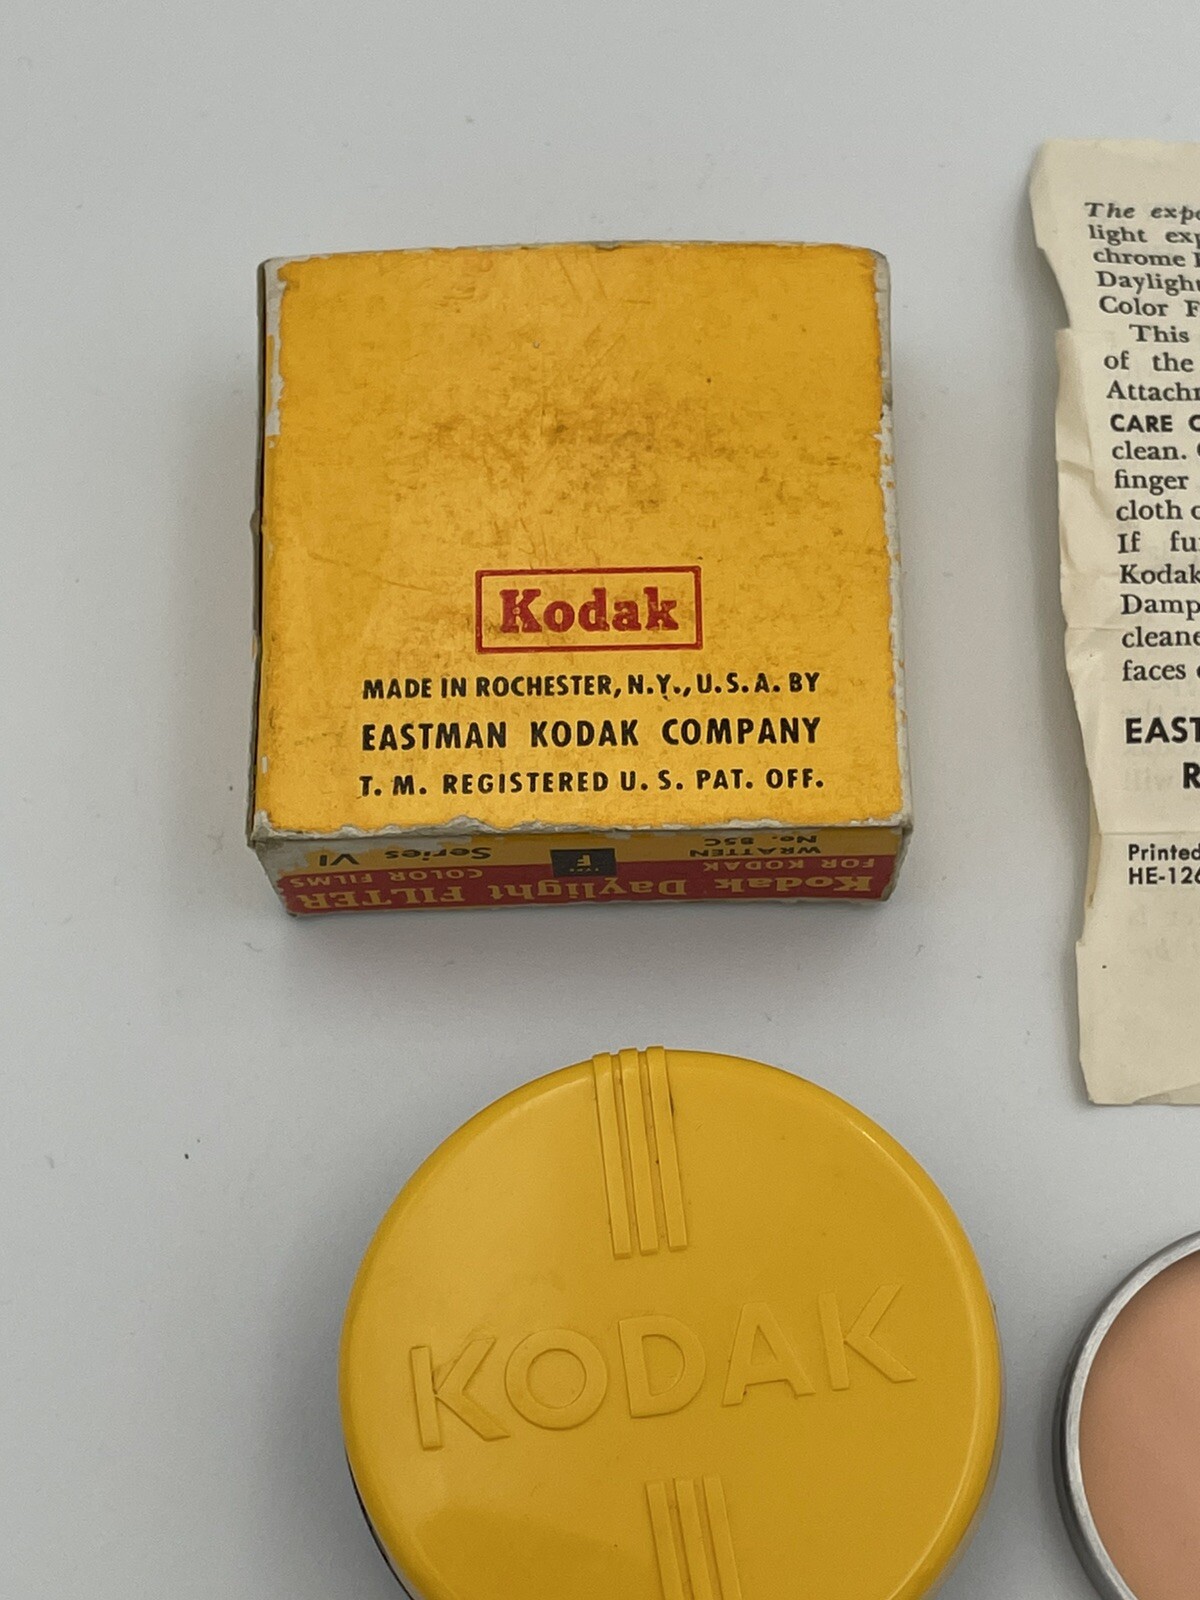 Kodak
MADE IN ROCHESTER, N.Y., U.S.A. BY
EASTMAN KODAK COMPANY
T. M. REGISTERED U. S. PAT. OFF.
Kodak Daylight FILTER
FOR KODAK COLOR FILMS
WRATTEN No. 85C
TYPE F
Series VI
KODAK
The
light
chrome
Daylight
Color
This
of the
CARE
clean.
finger
cloth
If
Kodak
faces
Printed